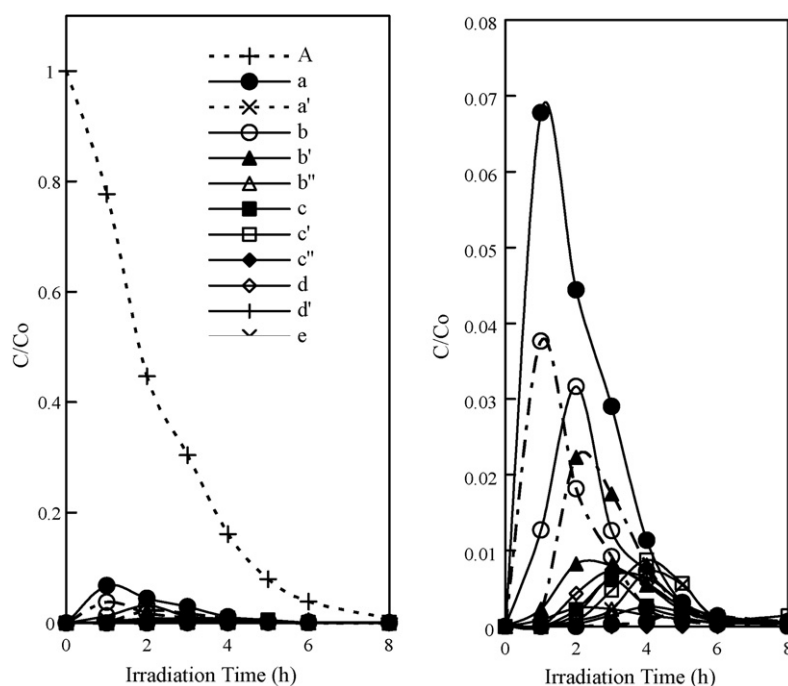 1
0.8
0.6
0.4
0.2
0
C/Co
0 2 4 6 8
Irradiation Time (h)
A
a
a'
b
b'
b"
c
c'
c"
d
d'
e
0.08
0.07
0.06
0.05
0.04
0.03
0.02
0.01
0
C/Co
0 2 4 6 8
Irradiation Time (h)